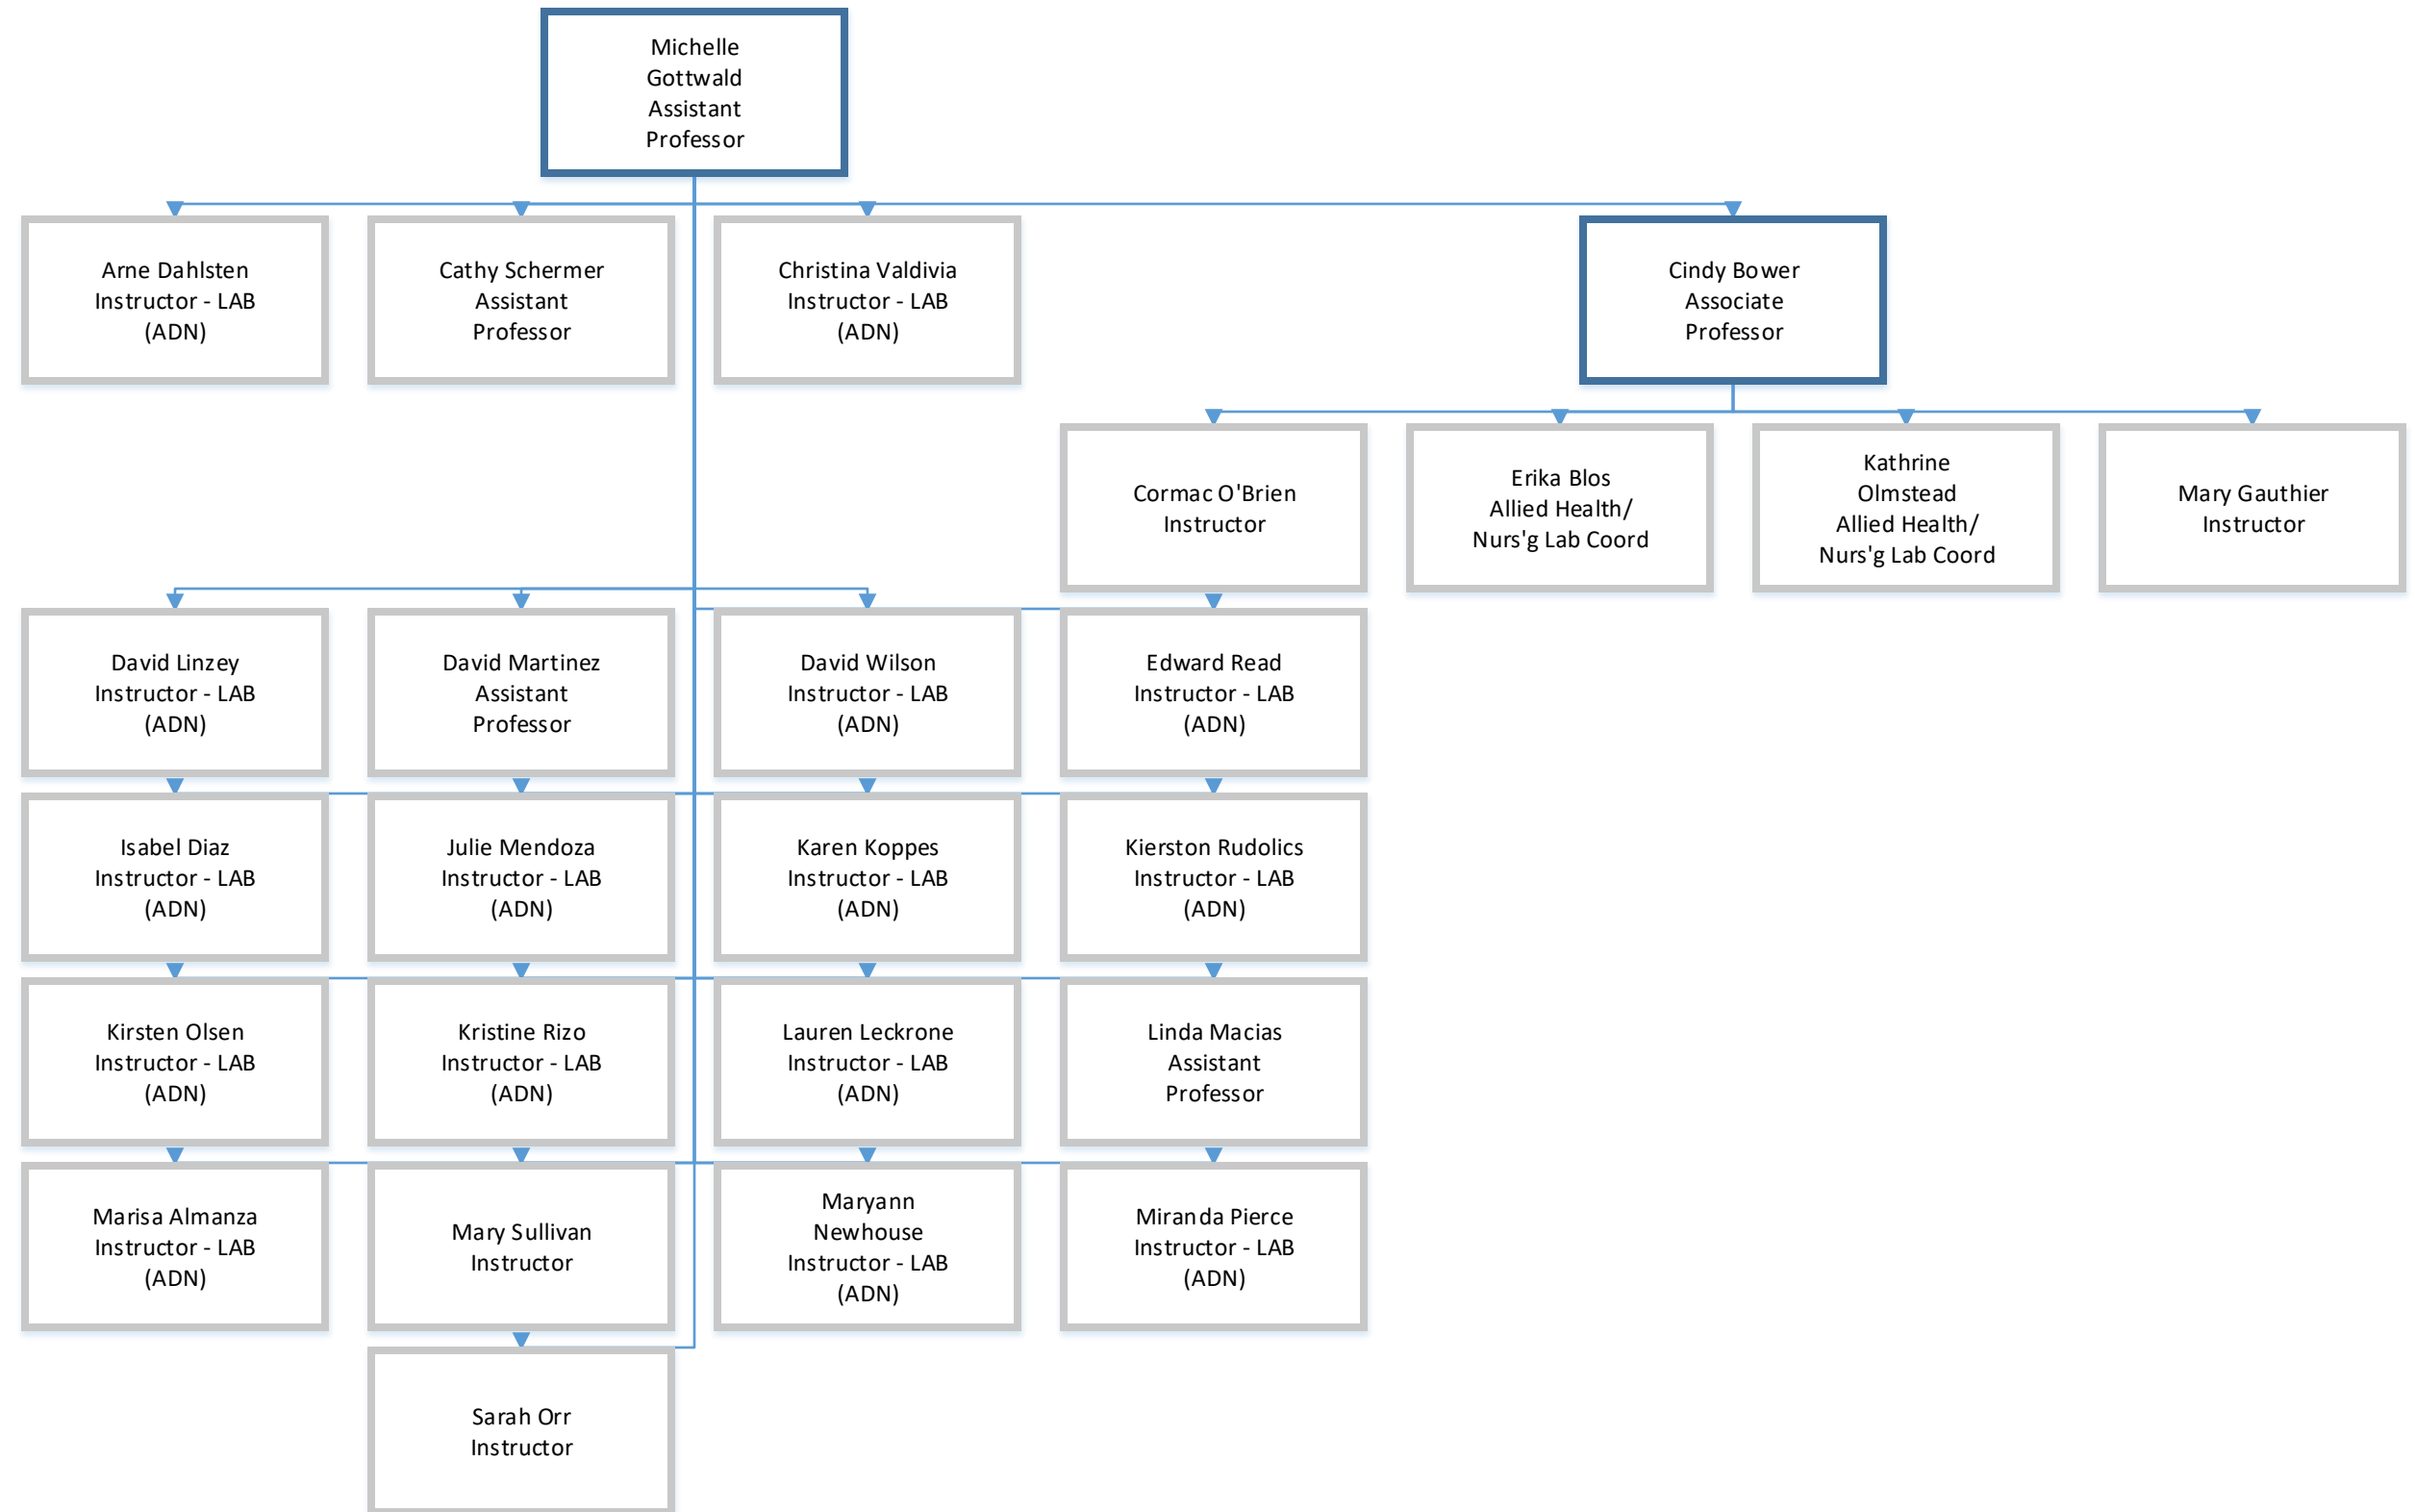 Michelle
Gottwald
Assistant
Professor
Arne Dahlsten
Instructor - LAB
(ADN)
Cathy Schermer
Assistant
Professor
Christina Valdivia
Instructor - LAB
(ADN)
Cindy Bower
Associate
Professor
Cormac O'Brien
Instructor
Erika Blos
Allied Health/
Nurs'g Lab Coord
Kathrine
Olmstead
Allied Health/
Nurs'g Lab Coord
Mary Gauthier
Instructor
David Linzey
Instructor - LAB
(ADN)
David Martinez
Assistant
Professor
David Wilson
Instructor - LAB
(ADN)
Edward Read
Instructor - LAB
(ADN)
Isabel Diaz
Instructor - LAB
(ADN)
Julie Mendoza
Instructor - LAB
(ADN)
Karen Koppes
Instructor - LAB
(ADN)
Kierston Rudolics
Instructor - LAB
(ADN)
Kirsten Olsen
Instructor - LAB
(ADN)
Kristine Rizo
Instructor - LAB
(ADN)
Lauren Leckrone
Instructor - LAB
(ADN)
Linda Macias
Assistant
Professor
Marisa Almanza
Instructor - LAB
(ADN)
Mary Sullivan
Instructor
Maryann
Newhouse
Instructor - LAB
(ADN)
Miranda Pierce
Instructor - LAB
(ADN)
Sarah Orr
Instructor